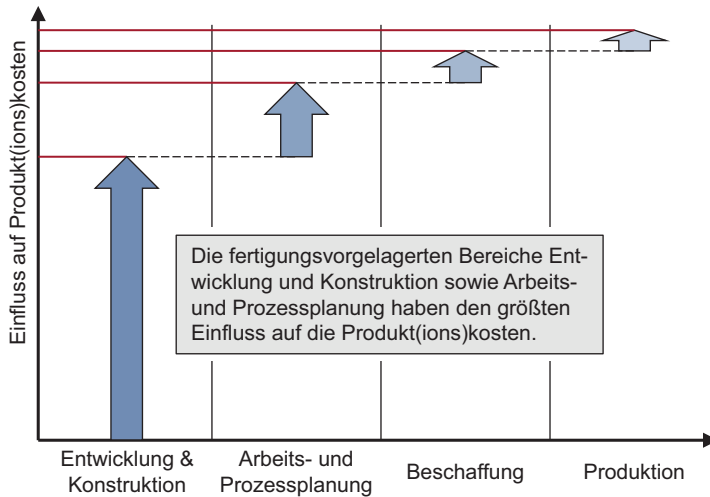 Einfluss auf Produkt(ions)kosten
Die fertigungsvorgelagerten Bereiche Ent-
wicklung und Konstruktion sowie Arbeits-
und Prozessplanung haben den größten
Einfluss auf die Produkt(ions)kosten.
Entwicklung &
Konstruktion
Arbeits- und
Prozessplanung
Beschaffung
Produktion